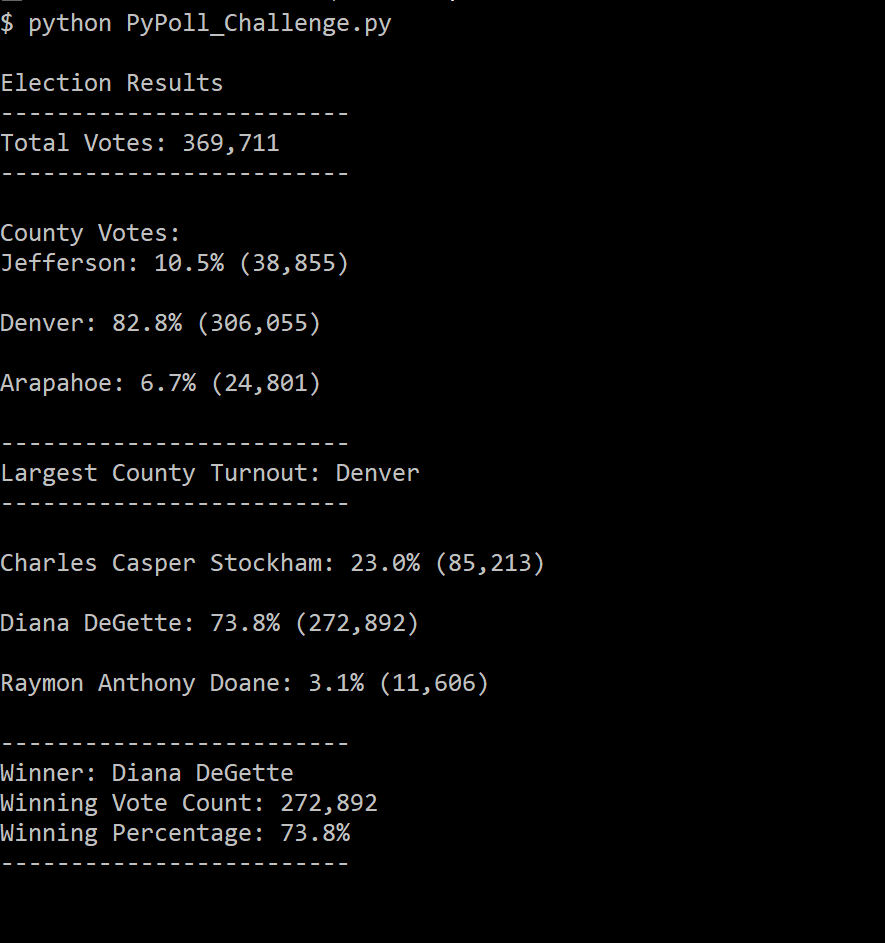 $ python PyPoll_Challenge.py
Election Results
-------------------------
Total Votes: 369,711
-------------------------
County Votes:
Jefferson: 10.5% (38,855)
Denver: 82.8% (306,055)
Arapahoe: 6.7% (24,801)
-------------------------
Largest County Turnout: Denver
-------------------------
Charles Casper Stockham: 23.0% (85,213)
Diana DeGette: 73.8% (272,892)
Raymon Anthony Doane: 3.1% (11,606)
-------------------------
Winner: Diana DeGette
Winning Vote Count: 272,892
Winning Percentage: 73.8%
-------------------------